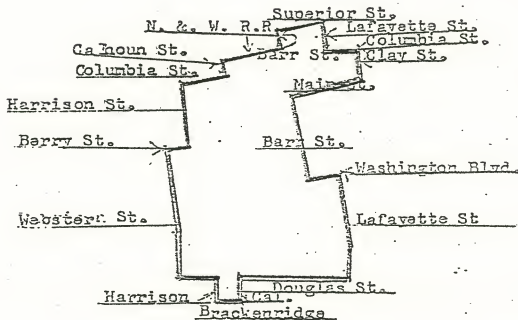 Superior St.
N. & W. R.R.
Lafayette St.
Columbia St.
Calhoun St.
Barr St.
Clay St.
Columbia St.
Main St.
Harrison St.
Berry St.
Barr St.
Washington Blvd.
Webstern St.
Lafayette St
Douglas St.
Harrison
Cal.
Brackenridge